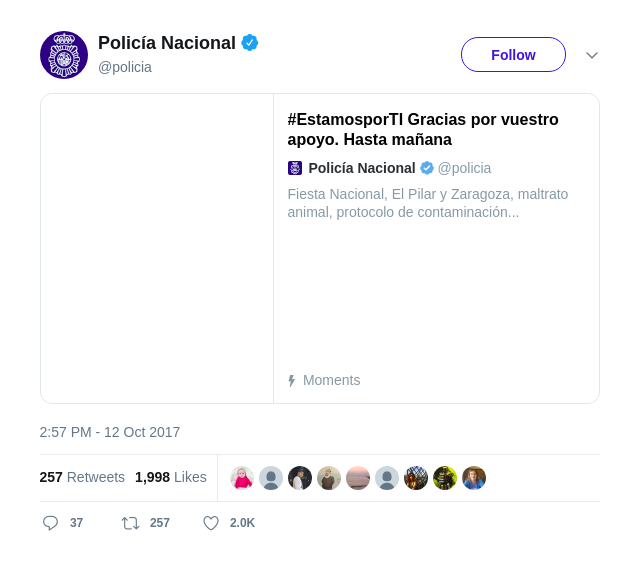 Policía Nacional
@policia
Follow
#EstamosporTI Gracias por vuestro
apoyo. Hasta mañana
Policía Nacional @policia
Fiesta Nacional, El Pilar y Zaragoza, maltrato
animal, protocolo de contaminación...
Moments
2:57 PM - 12 Oct 2017
257 Retweets 1,998 Likes
37 257 2.0K